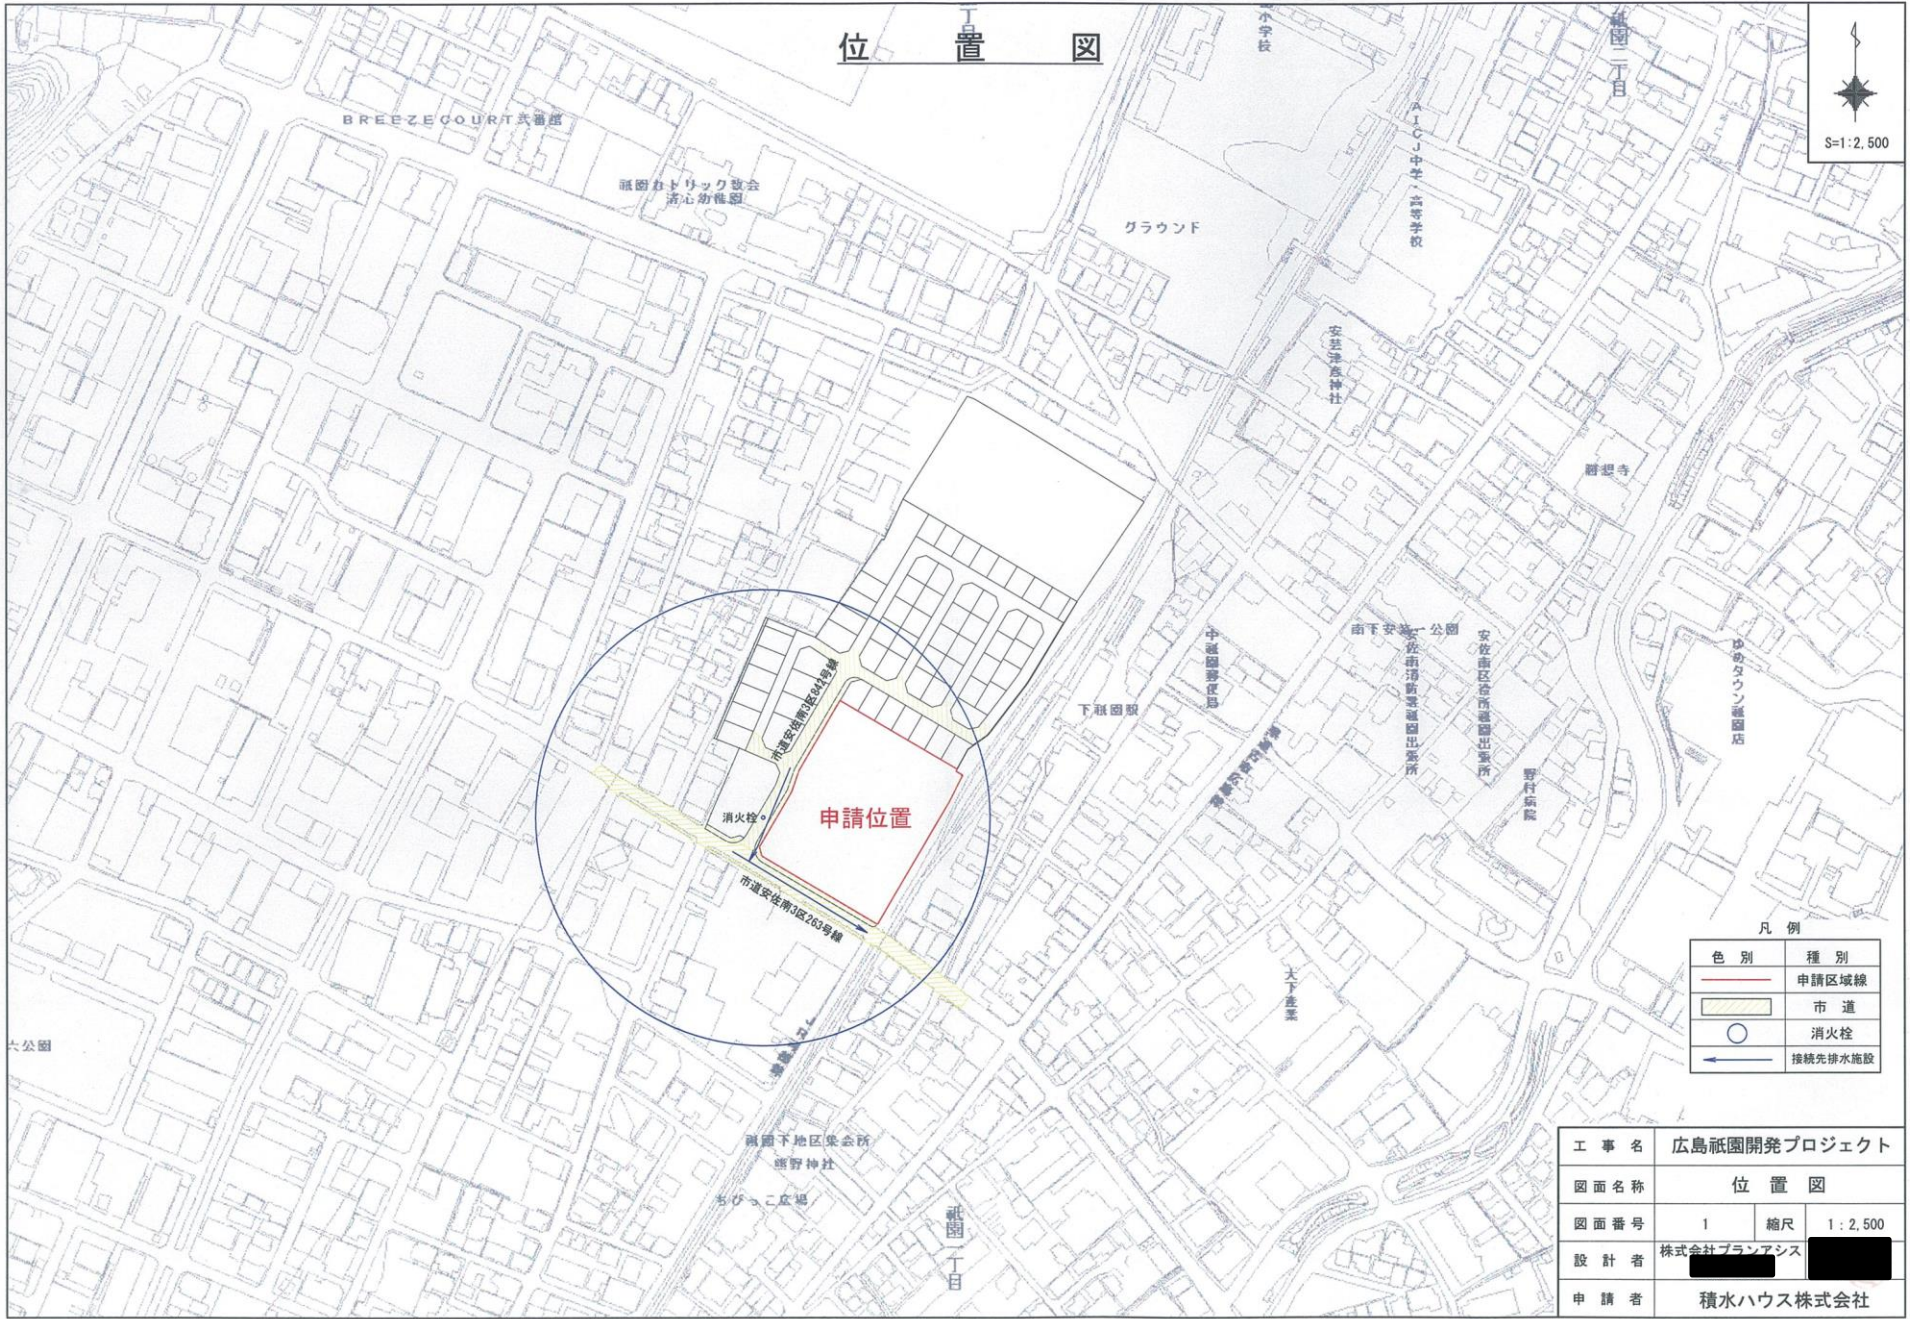 位置図
丁目
小学校
祇園二丁目
S=1:2,500
BREEZECOURT弐番館
祇園カトリック教会
清心幼稚園
AICJ中学・高等学校
グラウンド
安芸津彦神社
勝想寺
南下安第一公園
中祇園郵便局
安佐南消防署祇園出張所
安佐南区役所祇園出張所
ゆめタウン祇園店
下祇園駅
野村病院
市道安佐南3区842号線
消火栓
申請位置
市道安佐南3区263号線
大下産業
六公園
祇園下地区集会所
熊野神社
ちびっこ広場
祇園一丁目
凡例
色別 種別
申請区域線
市道
消火栓
接続先排水施設
工事名 広島祇園開発プロジェクト
図面名称 位置図
図面番号 1 縮尺 1:2,500
設計者 株式会社プランアシス
申請者 積水ハウス株式会社